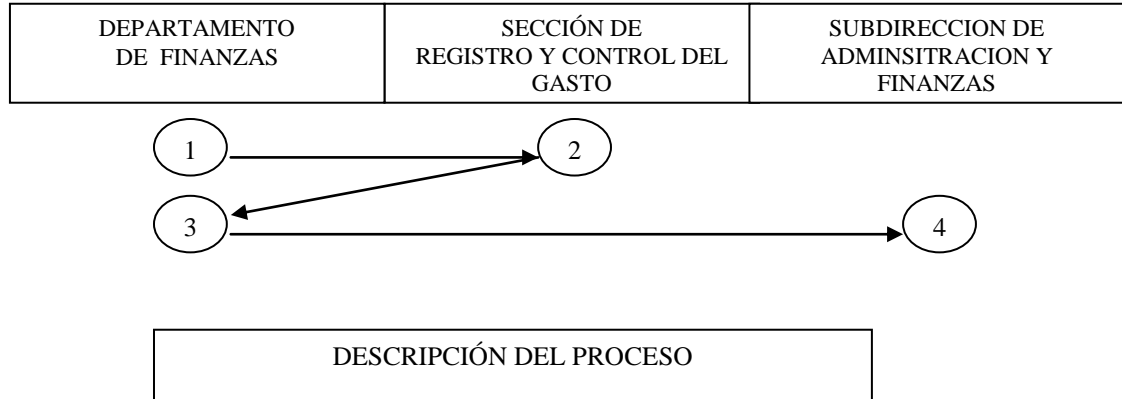 DEPARTAMENTO
DE FINANZAS
SECCIÓN DE
REGISTRO Y CONTROL DEL
GASTO
SUBDIRECCION DE
ADMINSITRACION Y
FINANZAS
1
2
3
4
DESCRIPCIÓN DEL PROCESO